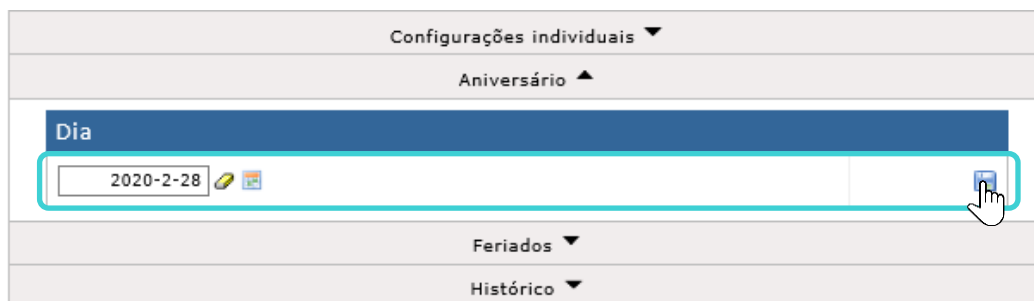 Configurações individuais
Aniversário
Dia
2020-2-28
Feriados
Histórico